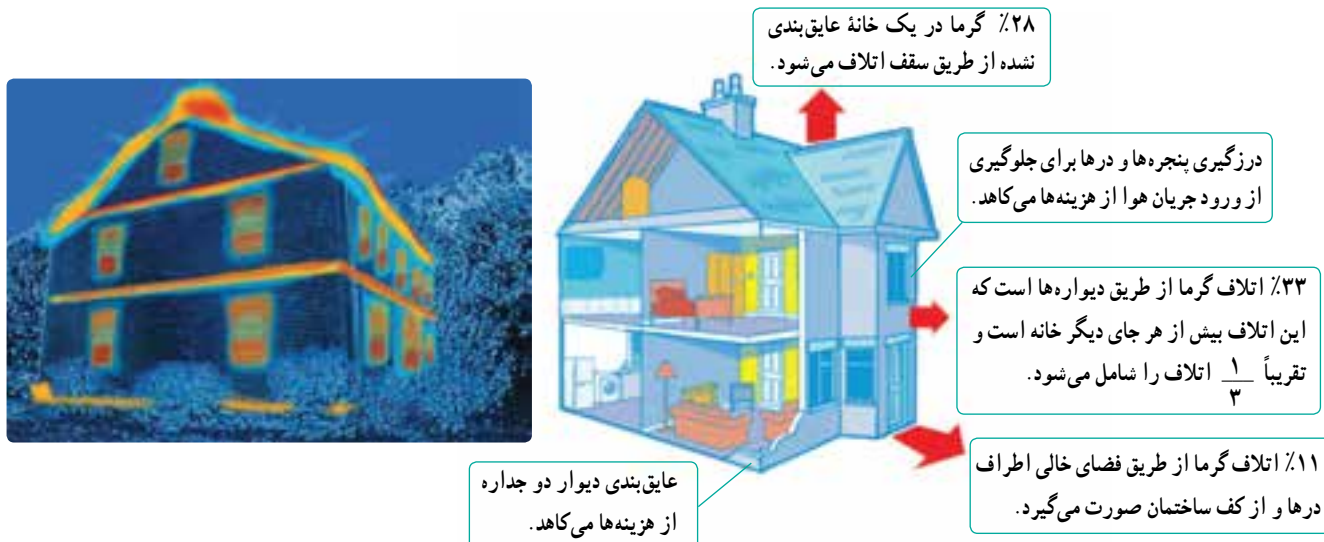 ٪۲۸ گرما در یک خانهٔ عایق‌بندی
نشده از طریق سقف اتلاف می‌شود.
درزگیری پنجره‌ها و درها برای جلوگیری
از ورود جریان هوا از هزینه‌ها می‌کاهد.
٪۳۳ اتلاف گرما از طریق دیواره‌ها است که
این اتلاف بیش از هر جای دیگر خانه است و
تقریباً ۱/۳ اتلاف را شامل می‌شود.
٪۱۱ اتلاف گرما از طریق فضای خالی اطراف
درها و از کف ساختمان صورت می‌گیرد.
عایق‌بندی دیوار دو جداره
از هزینه‌ها می‌کاهد.